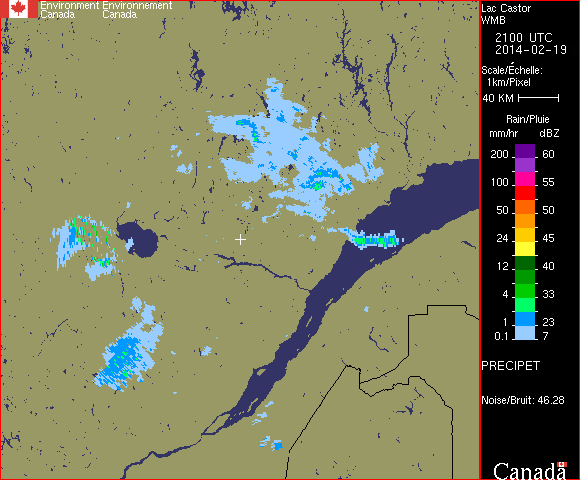 Environment Environnement
Canada Canada
Lac Castor
WMB
2100 UTC
2014-02-19
Scale/Échelle:
1km/Pixel
40 KM
Rain/Pluie
mm/hr dBZ
200 60
100 55
50 50
24 45
12 40
4 33
1 23
0.1 7
PRECIPET
Noise/Bruit: 46.28
Canada